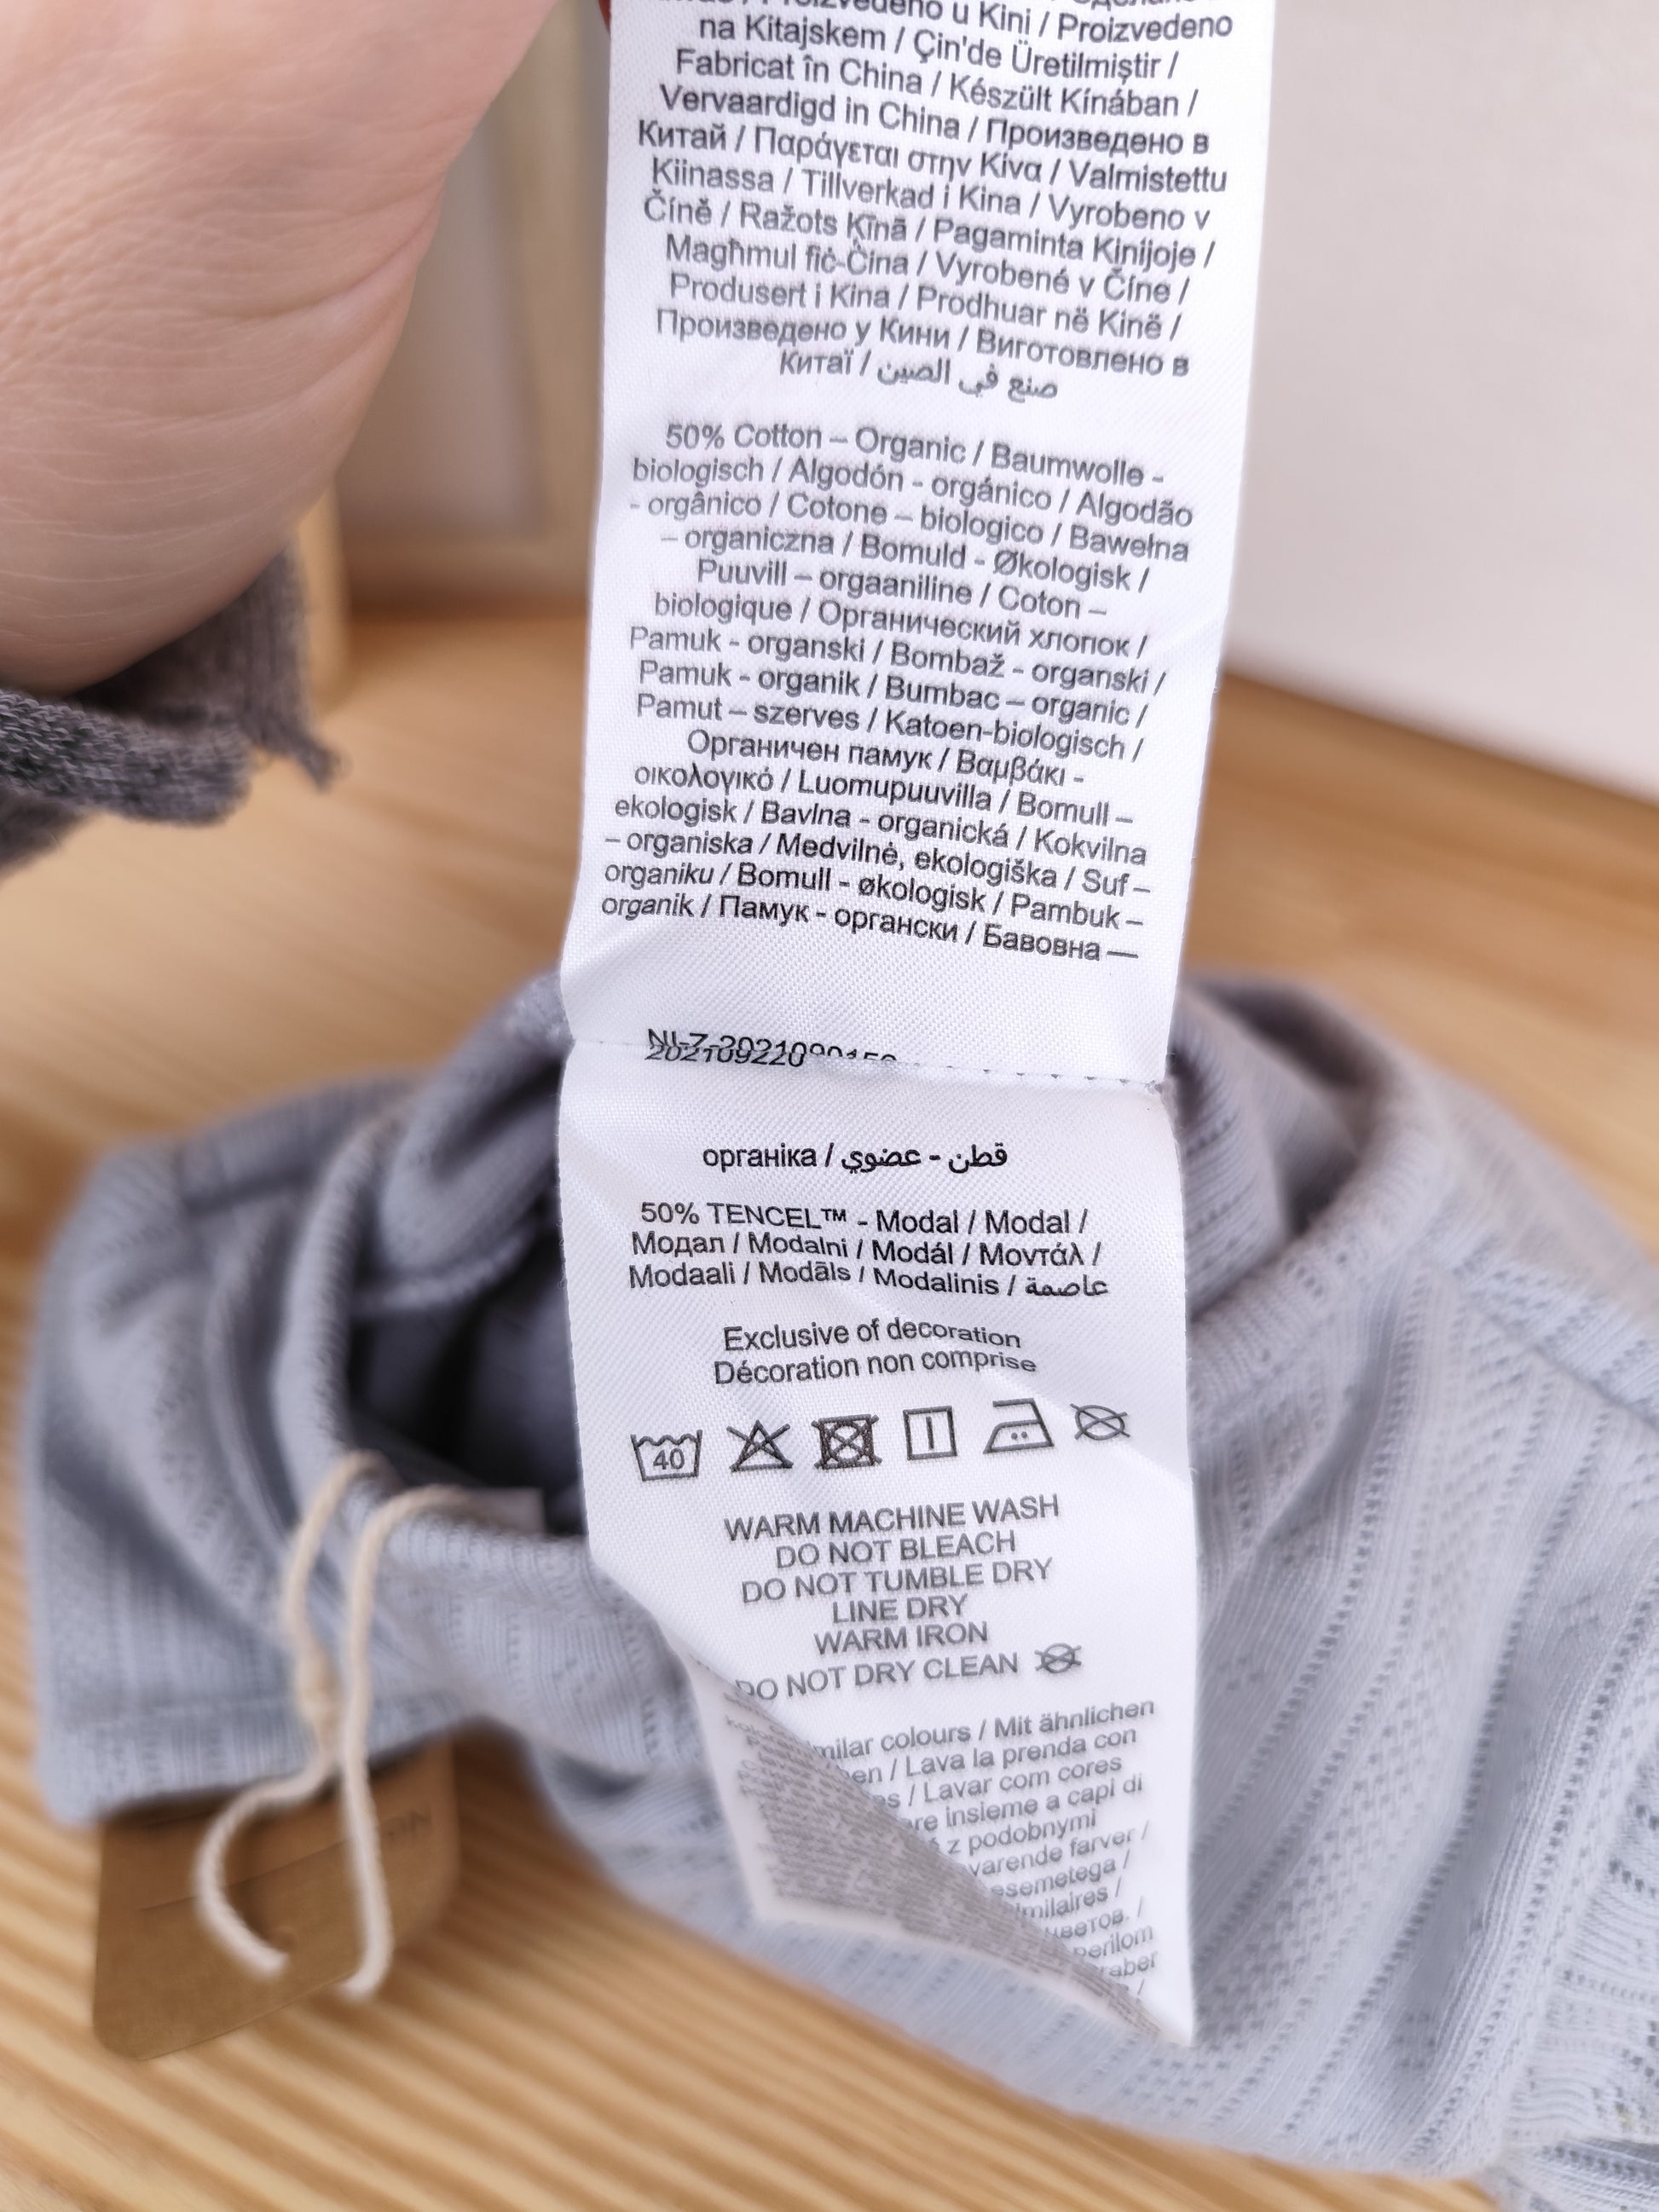 u Kini / Proizvedeno
na Kitajskem / Çin'de Üretilmiştir /
Fabricat în China / Készült Kínában /
Vervaardigd in China / Произведено в
Китай / Παράγεται στην Κίνα / Valmistettu
Kiinassa / Tillverkad i Kina / Vyrobeno v
Číně / Ražots Ķīnā / Pagaminta Kinijoje /
Magħmul fiċ-Ċina / Vyrobené v Číne /
Produsert i Kina / Prodhuar në Kinë /
Произведено у Кини / Виготовлено в
Китаї / صنع في الصين
50% Cotton – Organic / Baumwolle -
biologisch / Algodón - orgánico / Algodão
- orgânico / Cotone – biologico / Bawełna
– organiczna / Bomuld - Økologisk /
Puuvill – orgaaniline / Coton –
biologique / Органический хлопок /
Pamuk - organski / Bombaž - organski /
Pamuk - organik / Bumbac – organic /
Pamut – szerves / Katoen-biologisch /
Органичен памук / Βαμβάκι -
οικολογικό / Luomupuuvilla / Bomull –
ekologisk / Bavlna - organická / Kokvilna
– organiska / Medvilnė, ekologiška / Suf –
organiku / Bomull - økologisk / Pambuk –
organik / Памук - органски / Бавовна —
органіка / قطن - عضوي
50% TENCEL™ - Modal / Modal /
Модал / Modalni / Modál / Μοντάλ /
Modaali / Modāls / Modalinis / عاصمة
Exclusive of decoration
Décoration non comprise
40
WARM MACHINE WASH
DO NOT BLEACH
DO NOT TUMBLE DRY
LINE DRY
WARM IRON
DO NOT DRY CLEAN
colours / Mit ähnlichen
/ Lava la prenda con
/ Lavar com cores
insieme a capi di
z podobnymi
farver /